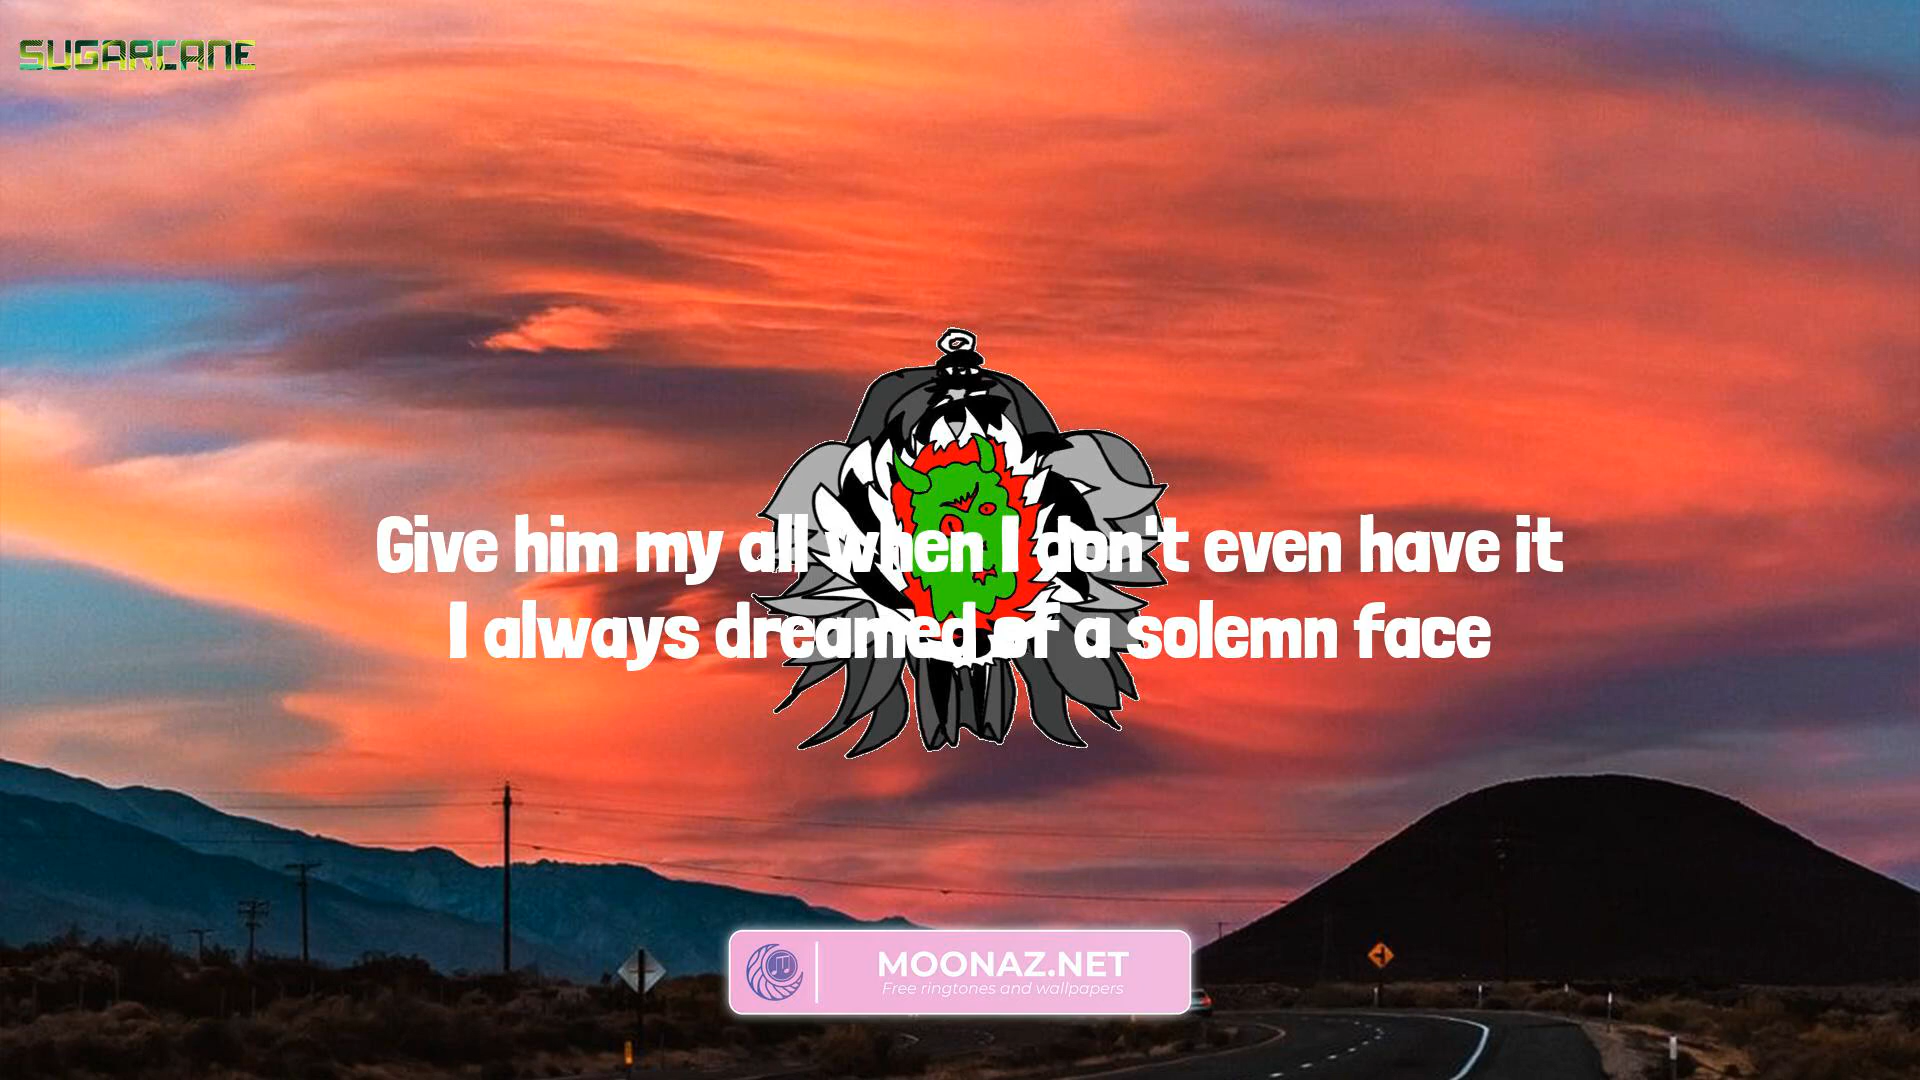 SUGARCANE
Give him my all when I don't even have it
I always dreamed of a solemn face
MOONAZ.NET
Free ringtones and wallpapers